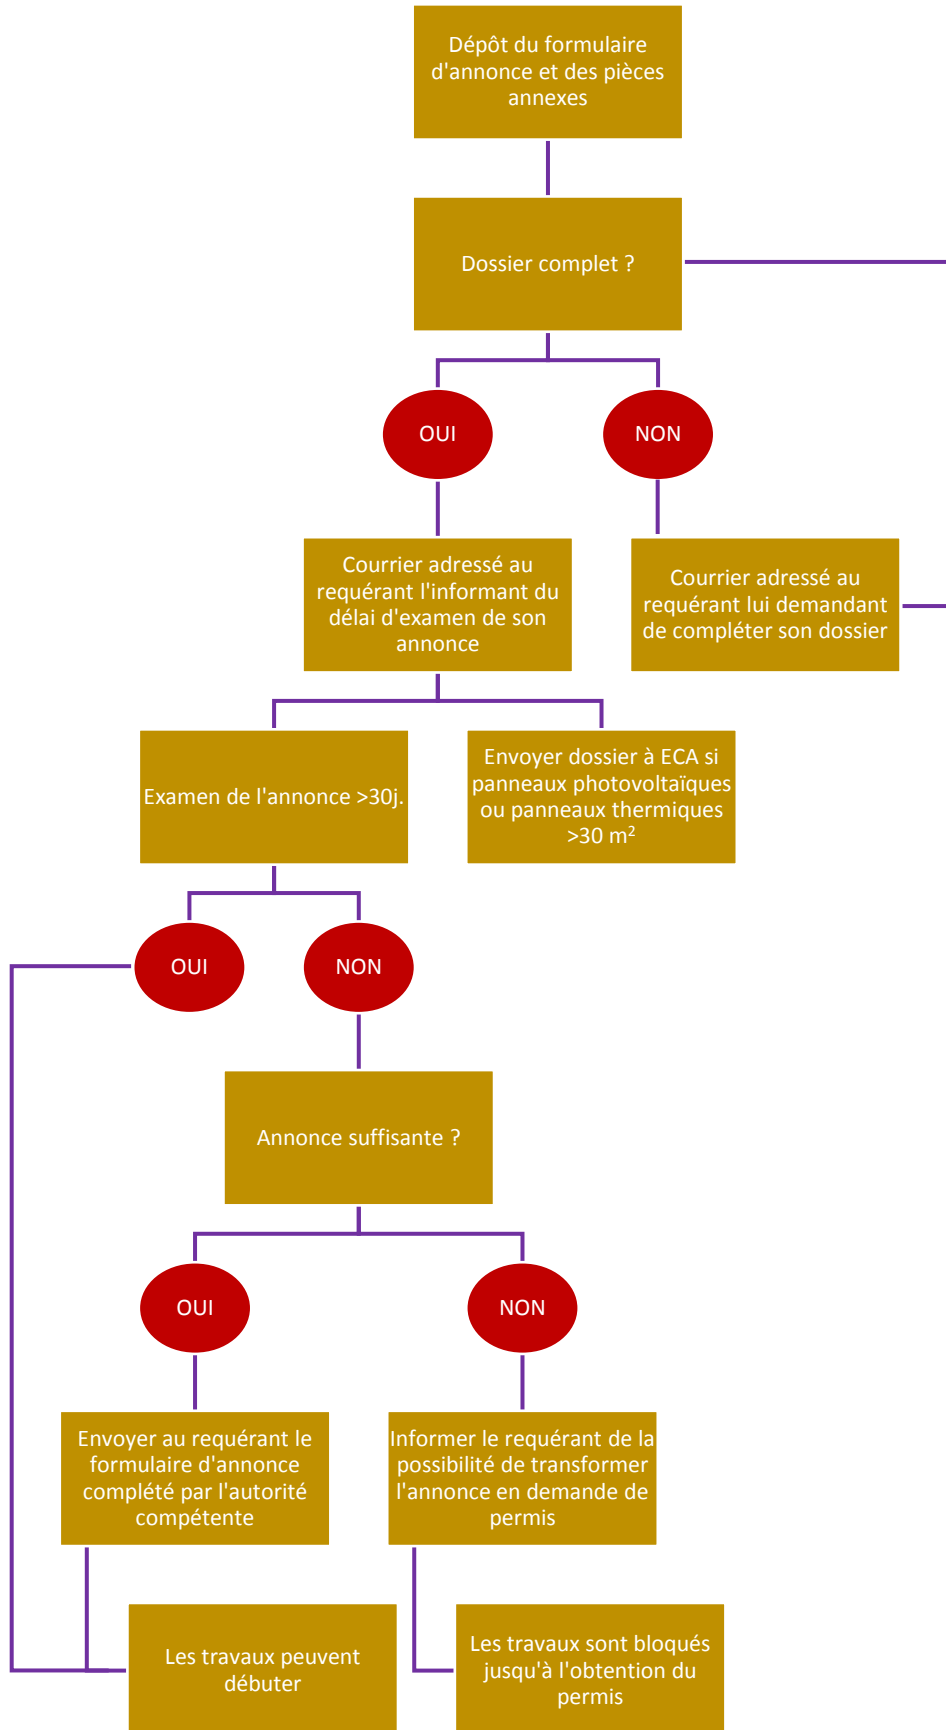 Dépôt du formulaire
d'annonce et des pièces
annexes
Dossier complet ?
OUI
NON
Courrier adressé au
requérant l'informant du
délai d'examen de son
annonce
Courrier adressé au
requérant lui demandant
de compléter son dossier
Examen de l'annonce >30j.
Envoyer dossier à ECA si
panneaux photovoltaïques
ou panneaux thermiques
>30 m²
OUI
NON
Annonce suffisante ?
OUI
NON
Envoyer au requérant le
formulaire d'annonce
complété par l'autorité
compétente
Informer le requérant de la
possibilité de transformer
l'annonce en demande de
permis
Les travaux peuvent
débuter
Les travaux sont bloqués
jusqu'à l'obtention du
permis